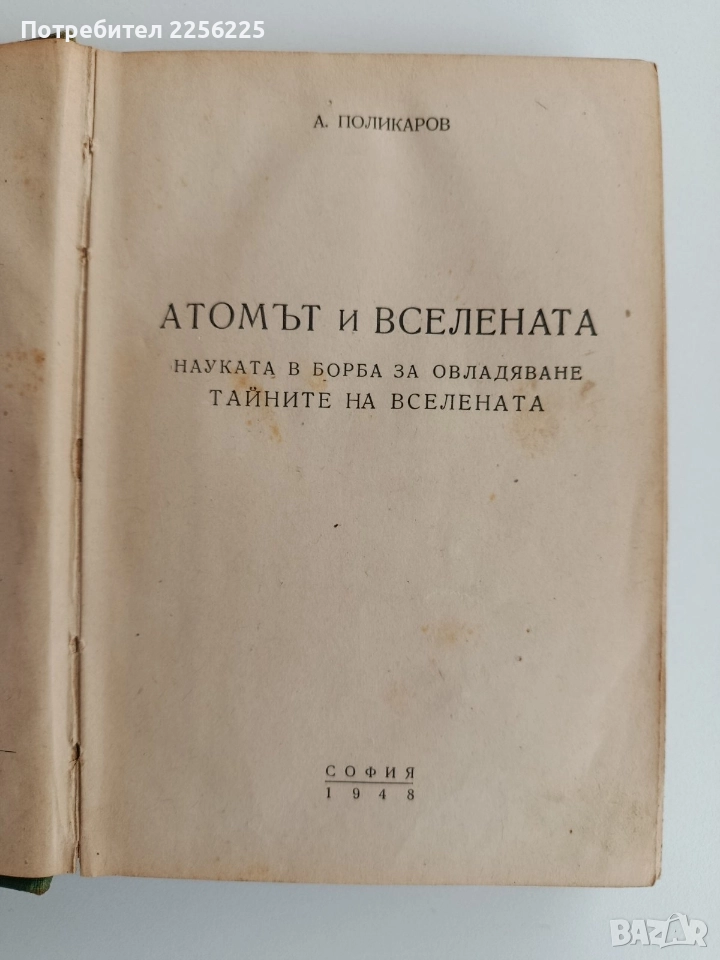 Потребител 2256225
А. ПОЛИКАРОВ
АТОМЪТ И ВСЕЛЕНАТА
НАУКАТА В БОРБА ЗА ОВЛАДЯВАНЕ
ТАЙНИТЕ НА ВСЕЛЕНАТА
СОФИЯ
1948
BAZAR